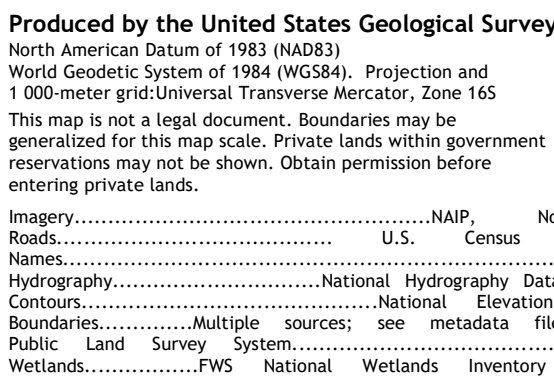 Produced by the United States Geological Survey
North American Datum of 1983 (NAD83)
World Geodetic System of 1984 (WGS84). Projection and
1 000-meter grid:Universal Transverse Mercator, Zone 16S
This map is not a legal document. Boundaries may be
generalized for this map scale. Private lands within government
reservations may not be shown. Obtain permission before
entering private lands.
Imagery....................................................NAIP,
Roads........................................ U.S. Census
Names....................................................................
Hydrography..............................National Hydrography
Contours...........................................National Elevation
Boundaries..............Multiple sources; see metadata
Public Land Survey System......................................
Wetlands.................FWS National Wetlands Inventory